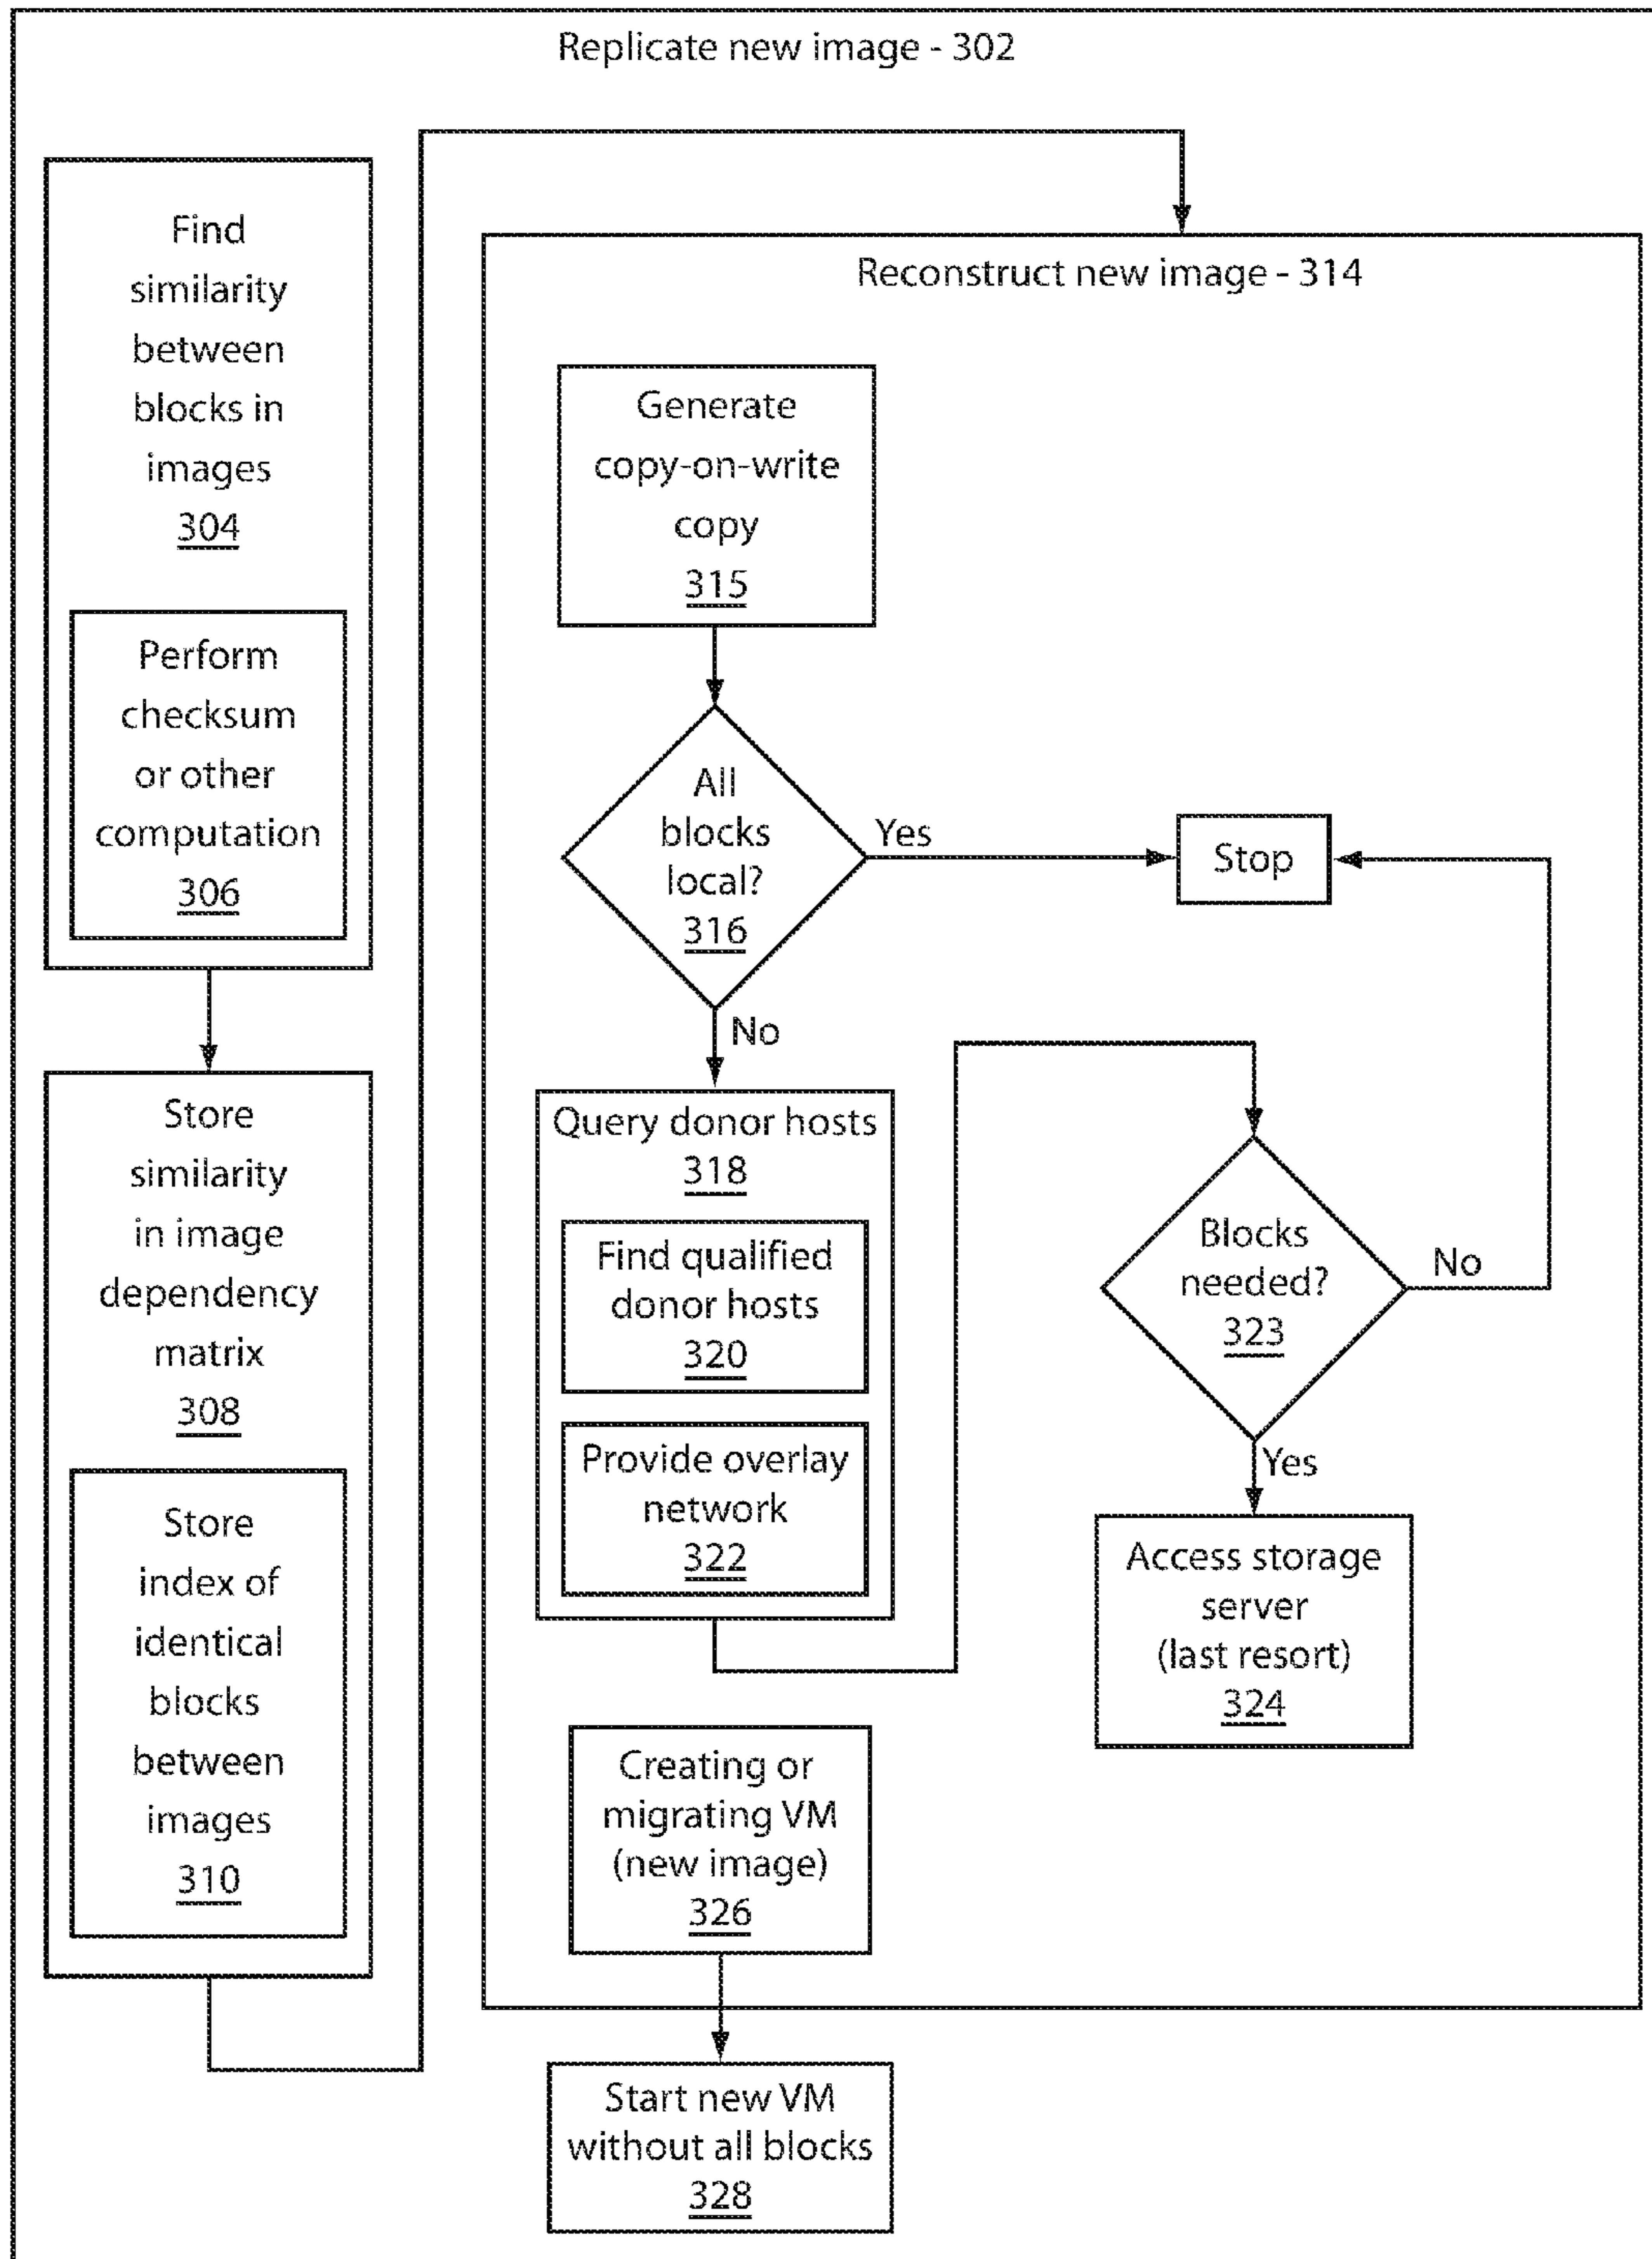 Replicate new image - 302
Find
similarity
between
blocks in
images
304
Perform
checksum
or other
computation
306
Store
similarity
in image
dependency
matrix
308
Store
index of
identical
blocks
between
images
310
Reconstruct new image - 314
Generate
copy-on-write
copy
315
All
blocks
local?
316
Yes
Stop
No
Query donor hosts
318
Find qualified
donor hosts
320
Provide overlay
network
322
Blocks
needed?
323
No
Yes
Access storage
server
(last resort)
324
Creating or
migrating VM
(new image)
326
Start new VM
without all blocks
328